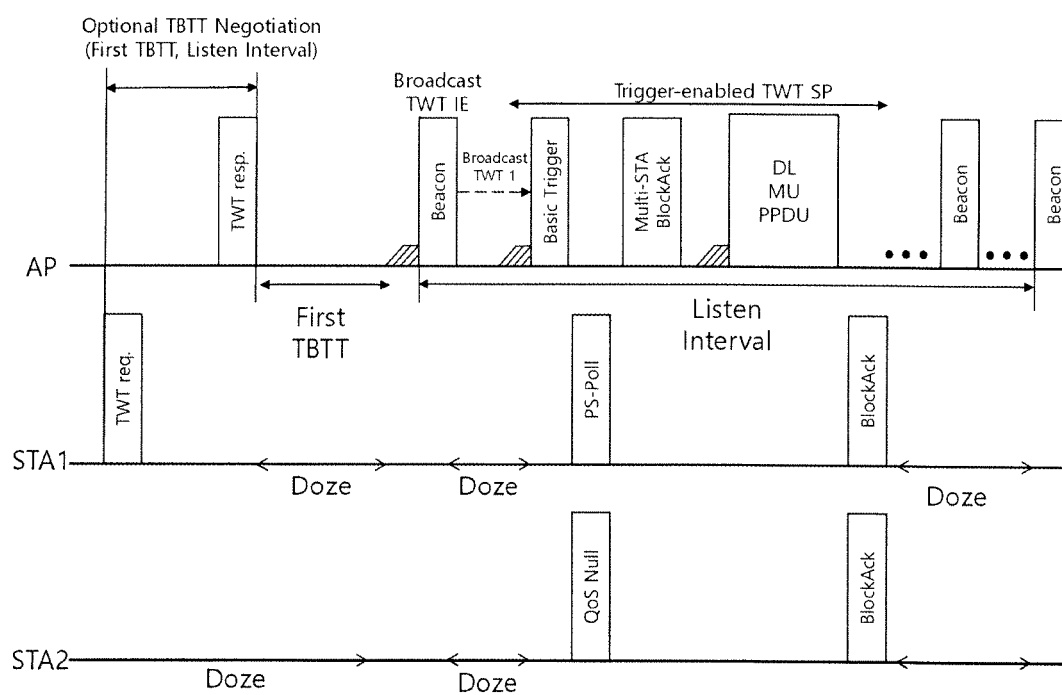 Optional TBTT Negotiation
(First TBTT, Listen Interval)
Broadcast
TWT IE
Trigger-enabled TWT SP
TWT resp.
Beacon
Broadcast
TWT 1
Basic Trigger
Multi-STA
BlockAck
DL
MU
PPDU
Beacon
Beacon
AP
First
TBTT
Listen
Interval
TWT req.
PS-Poll
BlockAck
STA1
Doze
Doze
Doze
QoS Null
BlockAck
STA2
Doze
Doze